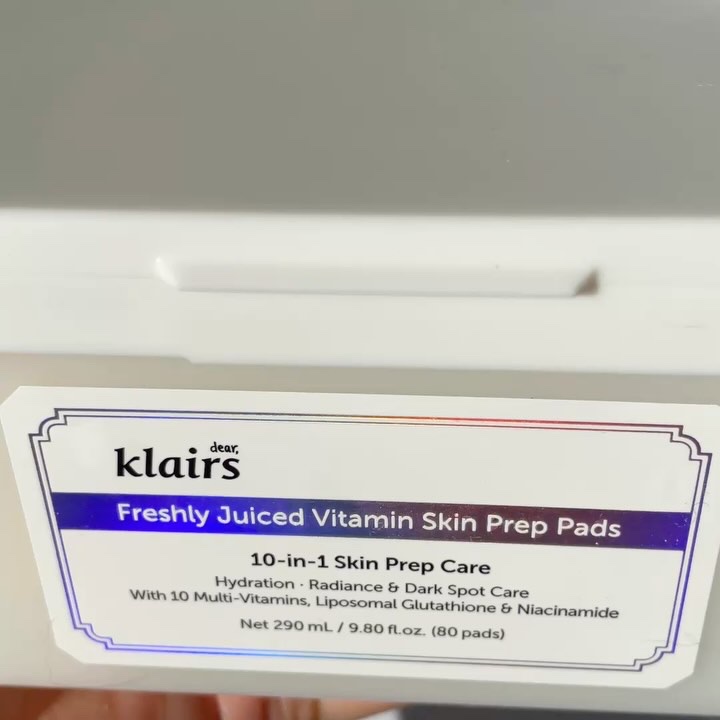 dear,
klairs
Freshly Juiced Vitamin Skin Prep Pads
10-in-1 Skin Prep Care
Hydration · Radiance & Dark Spot Care
With 10 Multi-Vitamins, Liposomal Glutathione & Niacinamide
Net 290 mL / 9.80 fl.oz. (80 pads)